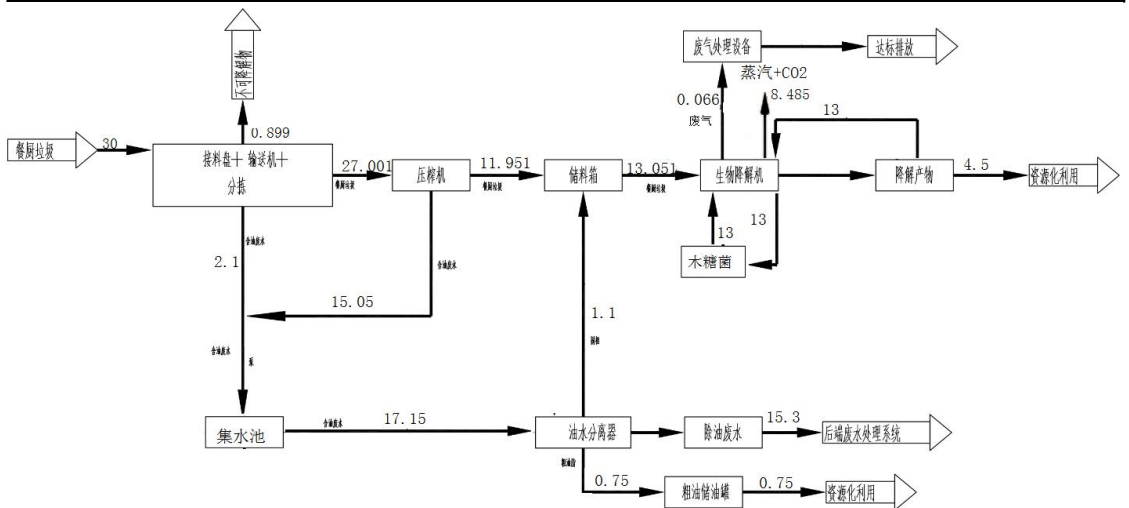 废气处理设备
达标排放
不可降解物
蒸汽+CO2
0.066
8.485
废气
13
餐厨垃圾
30
0.899
接料盘+ 输送机+
分拣
27.001
餐厨垃圾
压榨机
11.951
餐厨垃圾
储料箱
13.051
餐厨垃圾
生物降解机
降解产物
4.5
资源化利用
含油废水
2.1
含油废水
13
13
木糖菌
15.05
1.1
固相
含油废水
泵
集水池
含油废水
17.15
油水分离器
除油废水
15.3
后端废水处理系统
粗油脂
0.75
粗油储油罐
0.75
资源化利用